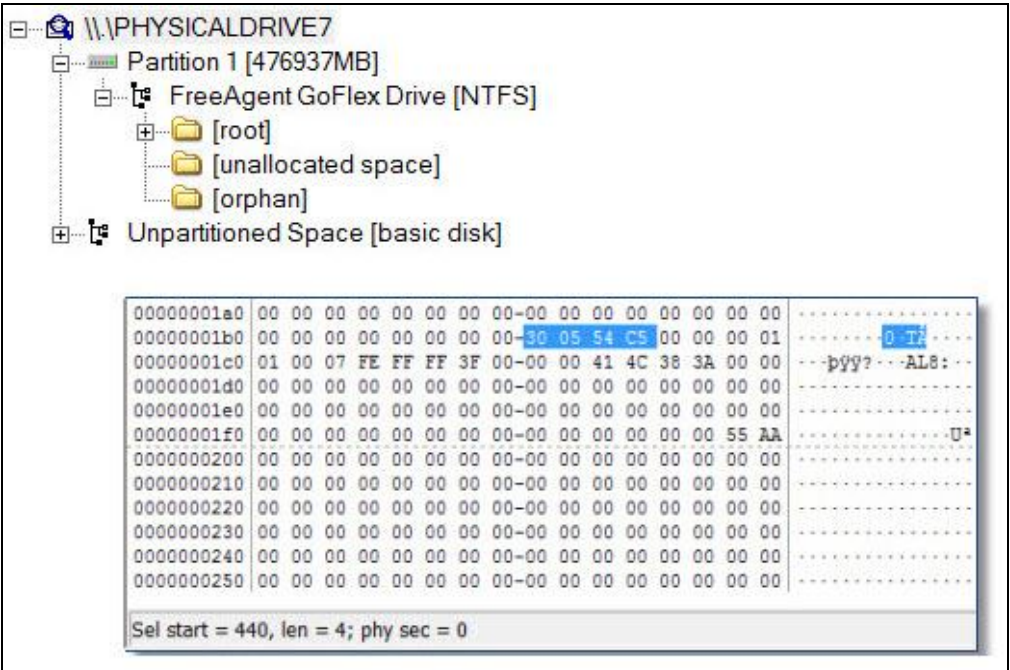 \\.\PHYSICALDRIVE7
Partition 1 [476937MB]
FreeAgent GoFlex Drive [NTFS]
[root]
[unallocated space]
[orphan]
Unpartitioned Space [basic disk]
00000001a0 00 00 00 00 00 00 00 00-00 00 00 00 00 00 00 00 ················
00000001b0 00 00 00 00 00 00 00 00-30 05 54 C5 00 00 00 01 ········0·TÅ····
00000001c0 01 00 07 FE FF FF 3F 00-00 00 41 4C 38 3A 00 00 ···þÿÿ?···AL8:··
00000001d0 00 00 00 00 00 00 00 00-00 00 00 00 00 00 00 00 ················
00000001e0 00 00 00 00 00 00 00 00-00 00 00 00 00 00 00 00 ················
00000001f0 00 00 00 00 00 00 00 00-00 00 00 00 00 00 55 AA ··············Uª
0000000200 00 00 00 00 00 00 00 00-00 00 00 00 00 00 00 00 ················
0000000210 00 00 00 00 00 00 00 00-00 00 00 00 00 00 00 00 ················
0000000220 00 00 00 00 00 00 00 00-00 00 00 00 00 00 00 00 ················
0000000230 00 00 00 00 00 00 00 00-00 00 00 00 00 00 00 00 ················
0000000240 00 00 00 00 00 00 00 00-00 00 00 00 00 00 00 00 ················
0000000250 00 00 00 00 00 00 00 00-00 00 00 00 00 00 00 00 ················
Sel start = 440, len = 4; phy sec = 0